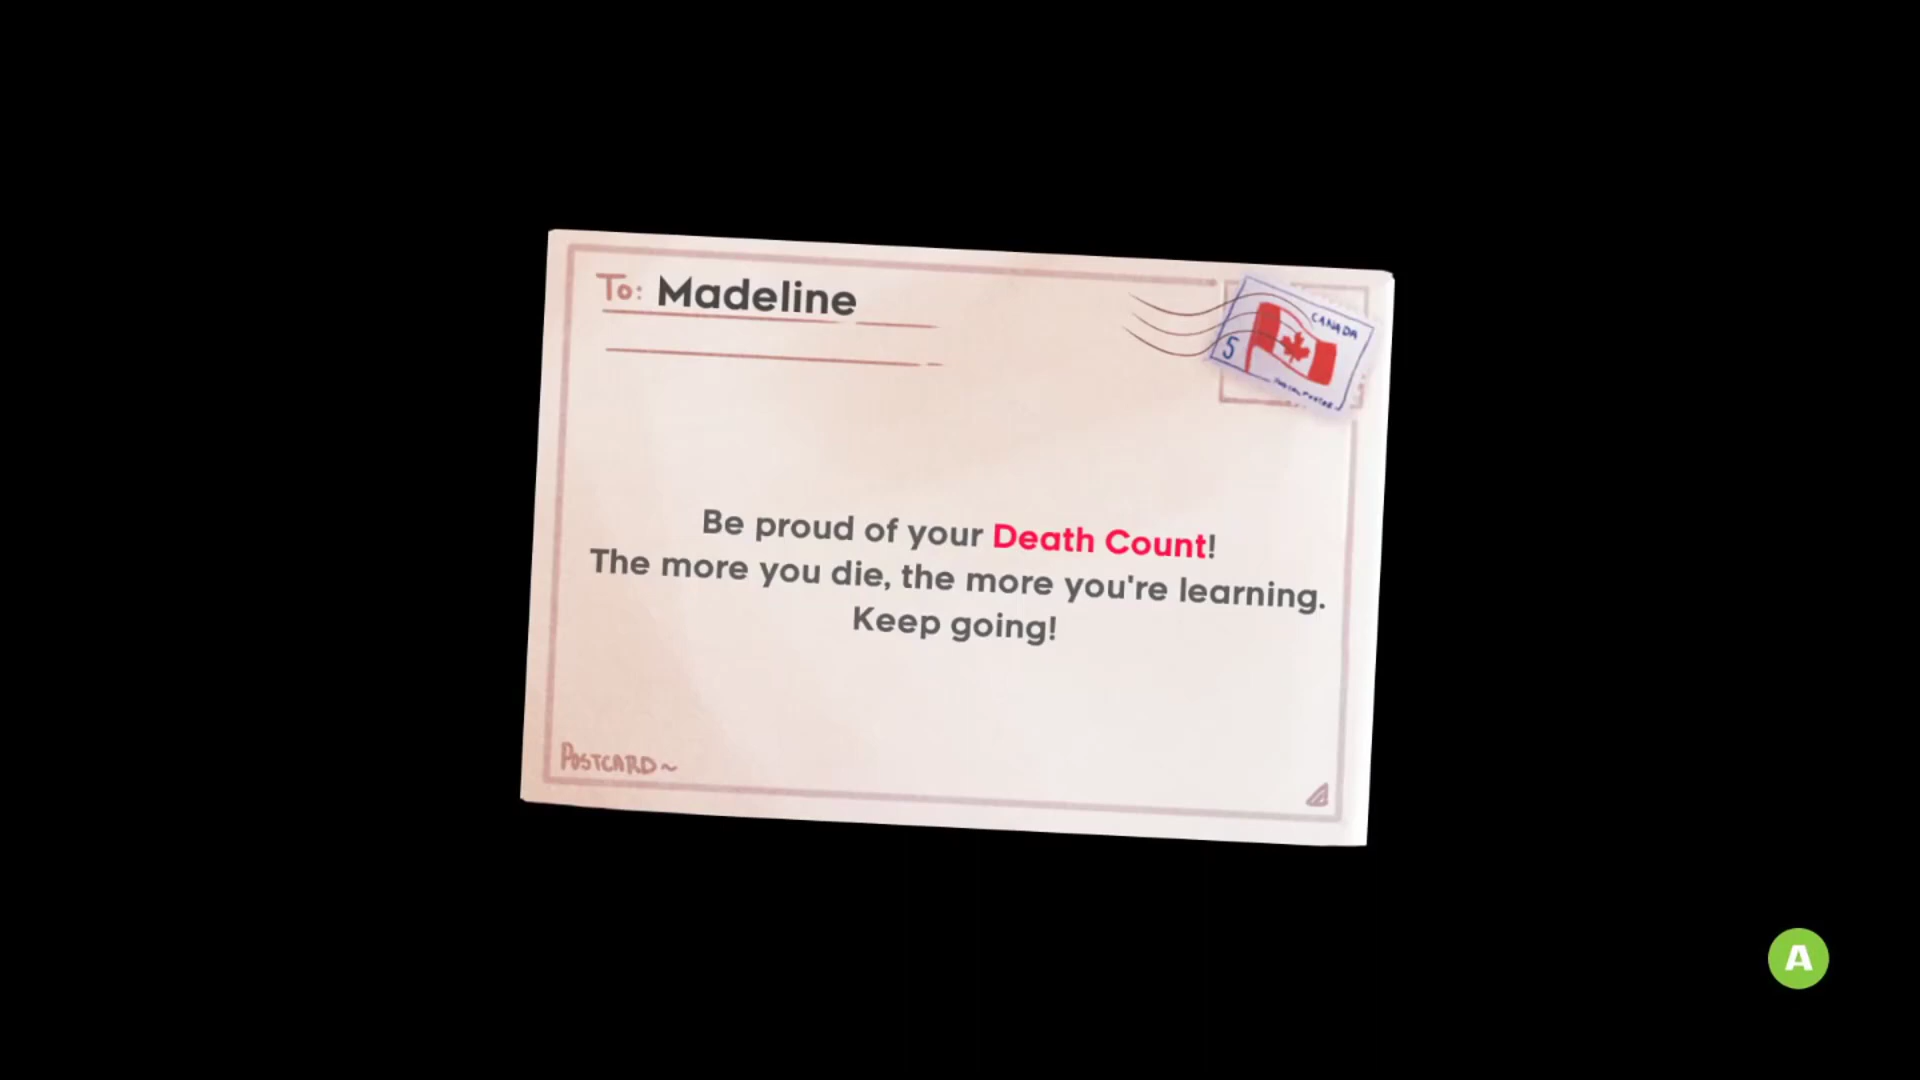 To: Madeline
CANADA
5
Be proud of your Death Count!
The more you die, the more you're learning.
Keep going!
POSTCARD~
A